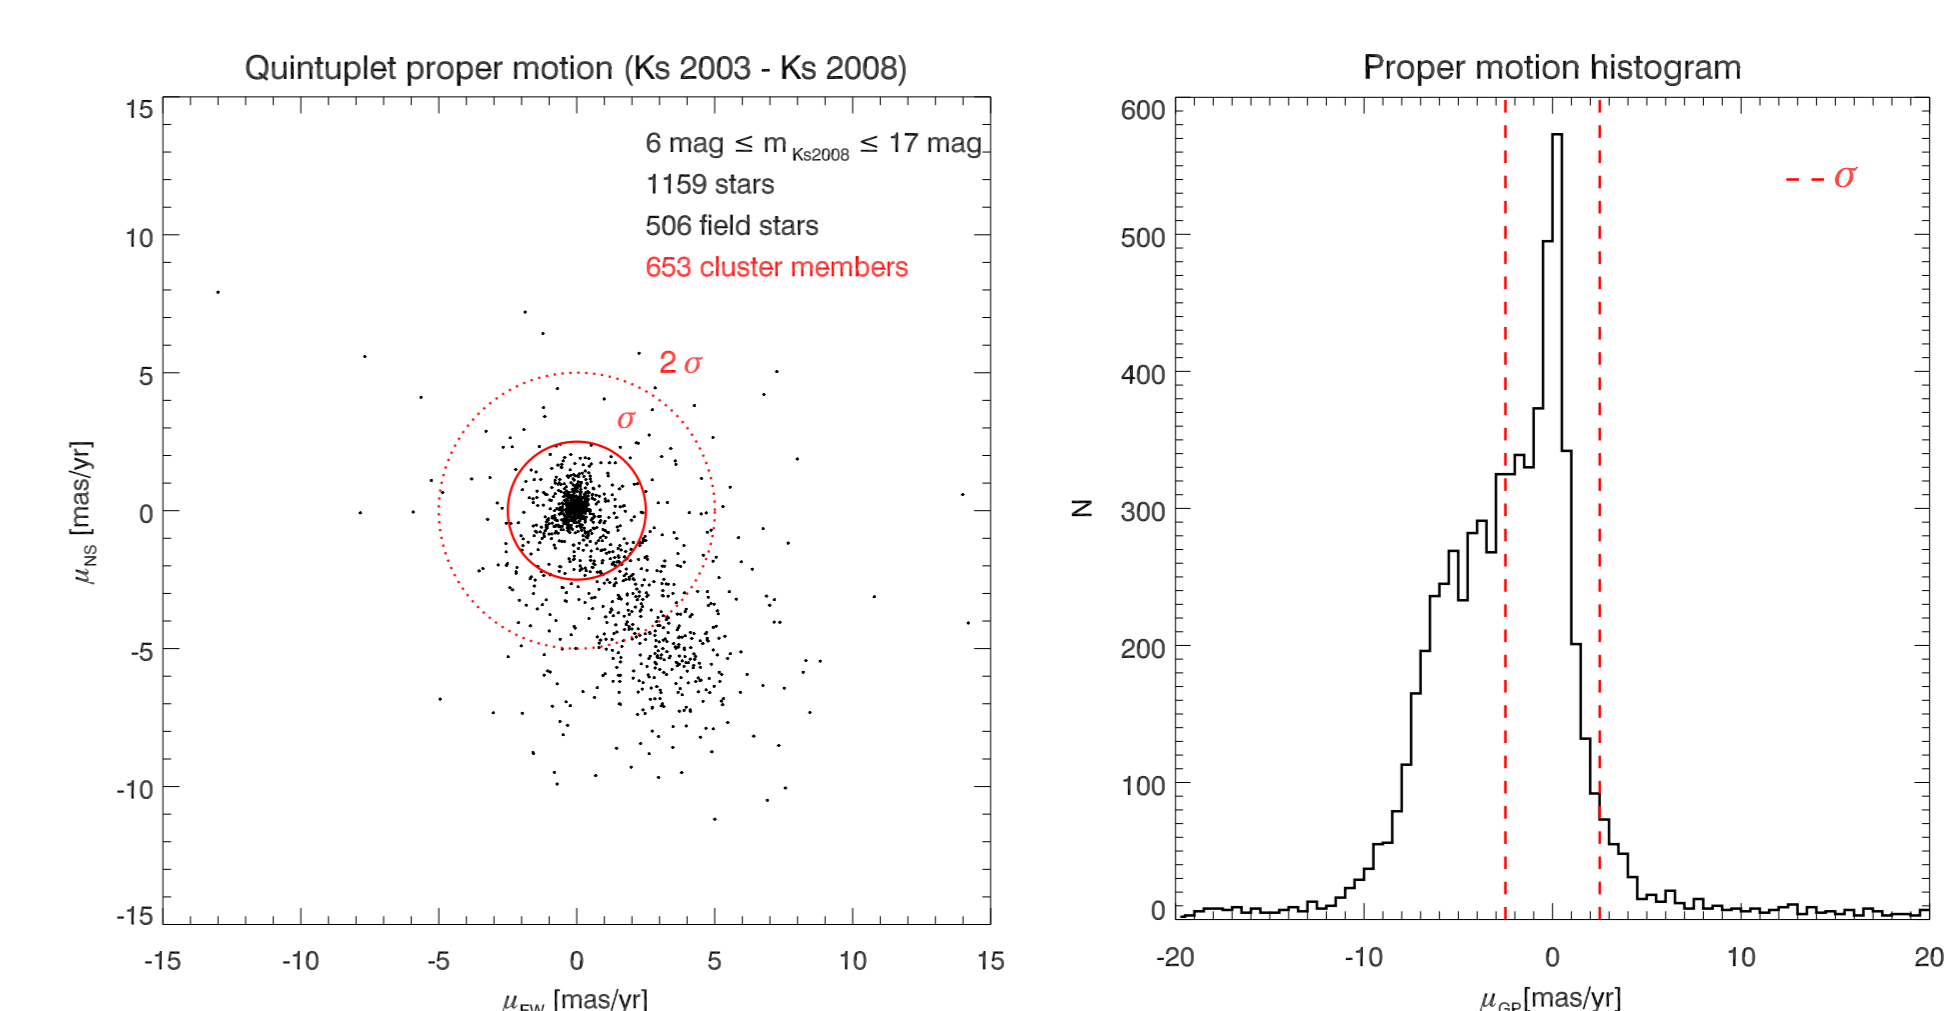 Quintuplet proper motion (Ks 2003 - Ks 2008)
15
10
5
0
-5
-10
-15
μNS [mas/yr]
6 mag ≤ m Ks2008 ≤ 17 mag
1159 stars
506 field stars
653 cluster members
2 σ
σ
-15 -10 -5 0 5 10 15
μEW [mas/yr]
Proper motion histogram
600
500
400
300
200
100
0
N
σ
-20 -10 0 10 20
μGP[mas/yr]